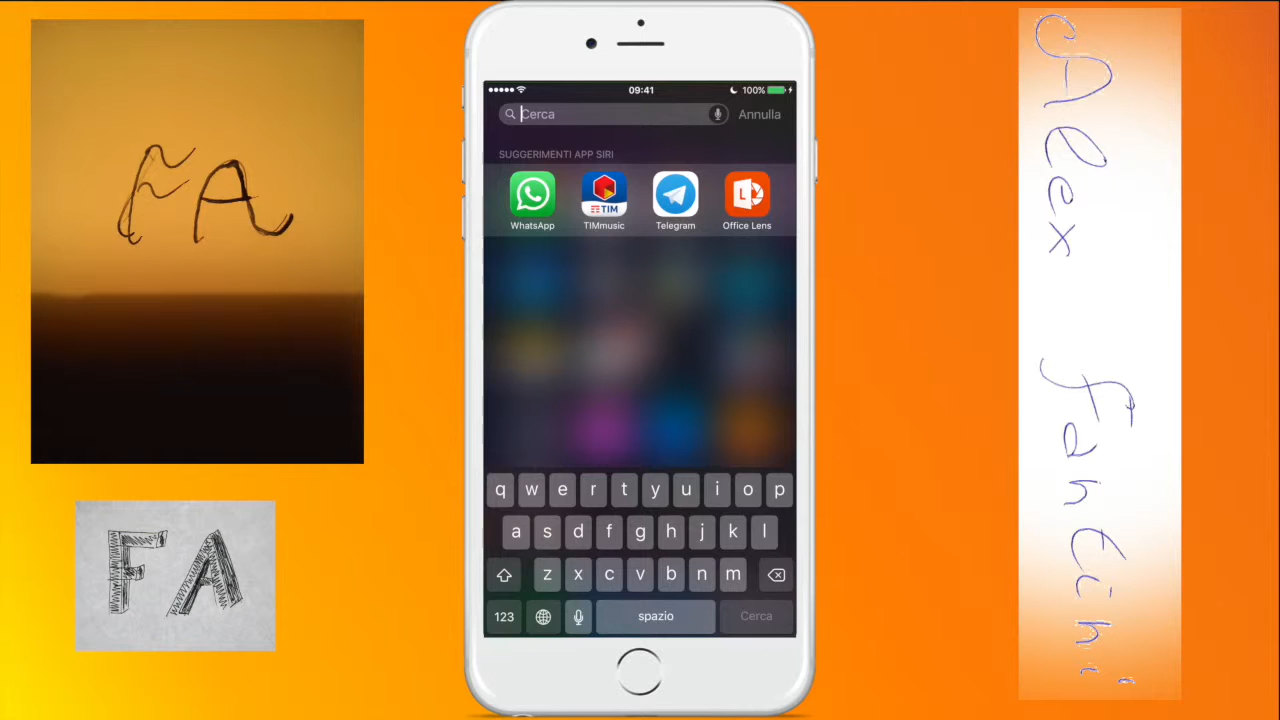 FA
FA
09:41
100%
Cerca
Annulla
SUGGERIMENTI APP SIRI
TIM
L
WhatsApp
TIMmusic
Telegram
Office Lens
q w e r t y u i o p
a s d f g h j k l
z x c v b n m
123
spazio
Cerca
Alex